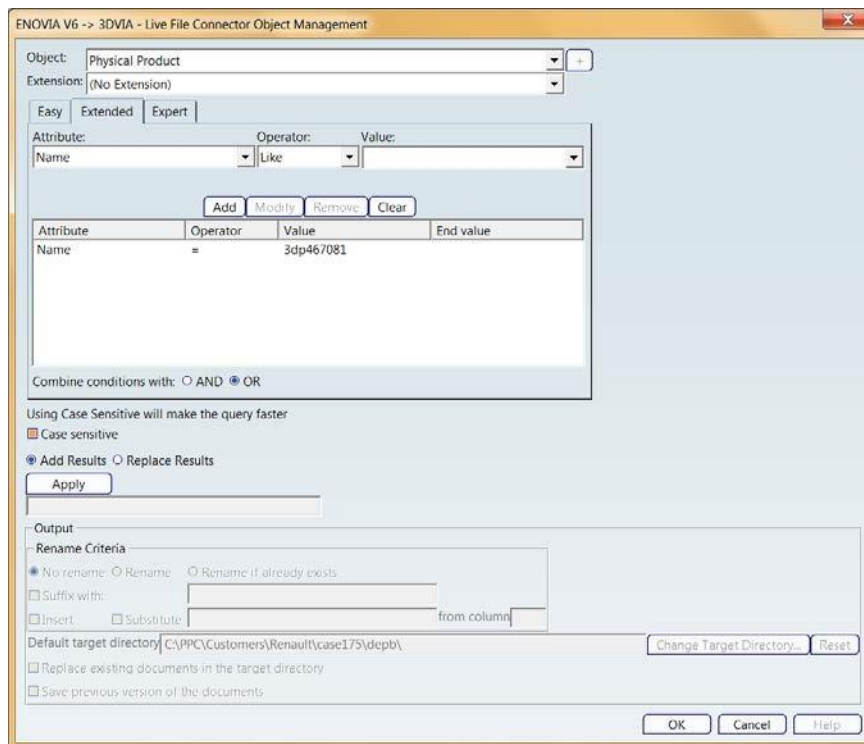 ENOVIA V6 -> 3DVIA - Live File Connector Object Management
Object: Physical Product +
Extension: (No Extension)
Easy Extended Expert
Attribute: Operator: Value:
Name Like
Add Modify Remove Clear
Attribute Operator Value End value
Name = 3dp467081
Combine conditions with: AND OR
Using Case Sensitive will make the query faster
Case sensitive
Add Results Replace Results
Apply
Output
Rename Criteria
No rename Rename Rename if already exists
Suffix with:
Insert Substitute from column
Default target directory C:\PPC\Customers\Renault\case175\depb\ Change Target Directory... Reset
Replace existing documents in the target directory
Save previous version of the documents
OK Cancel Help